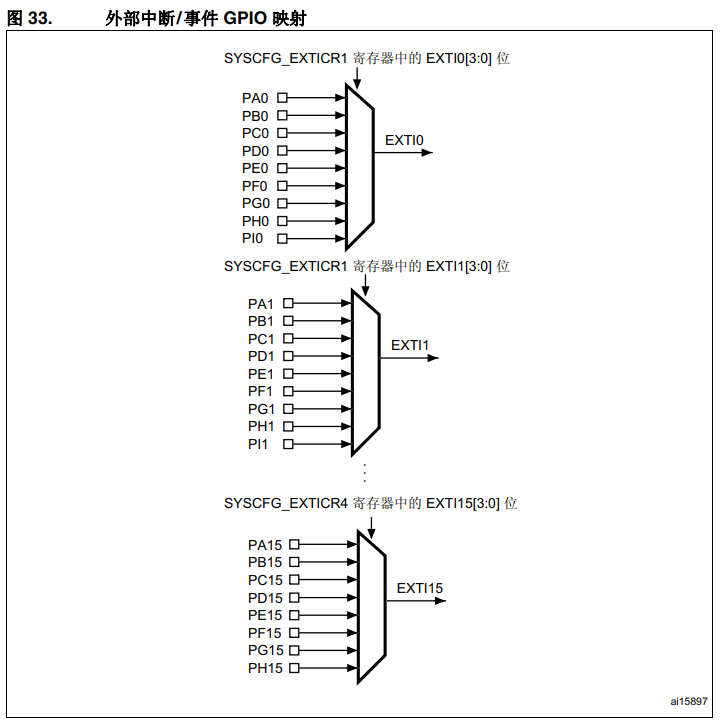 图 33. 外部中断/事件 GPIO 映射
SYSCFG_EXTICR1 寄存器中的 EXTI0[3:0] 位
PA0
PB0
PC0
PD0
PE0
PF0
PG0
PH0
PI0
EXTI0
SYSCFG_EXTICR1 寄存器中的 EXTI1[3:0] 位
PA1
PB1
PC1
PD1
PE1
PF1
PG1
PH1
PI1
EXTI1
SYSCFG_EXTICR4 寄存器中的 EXTI15[3:0] 位
PA15
PB15
PC15
PD15
PE15
PF15
PG15
PH15
EXTI15
ai15897